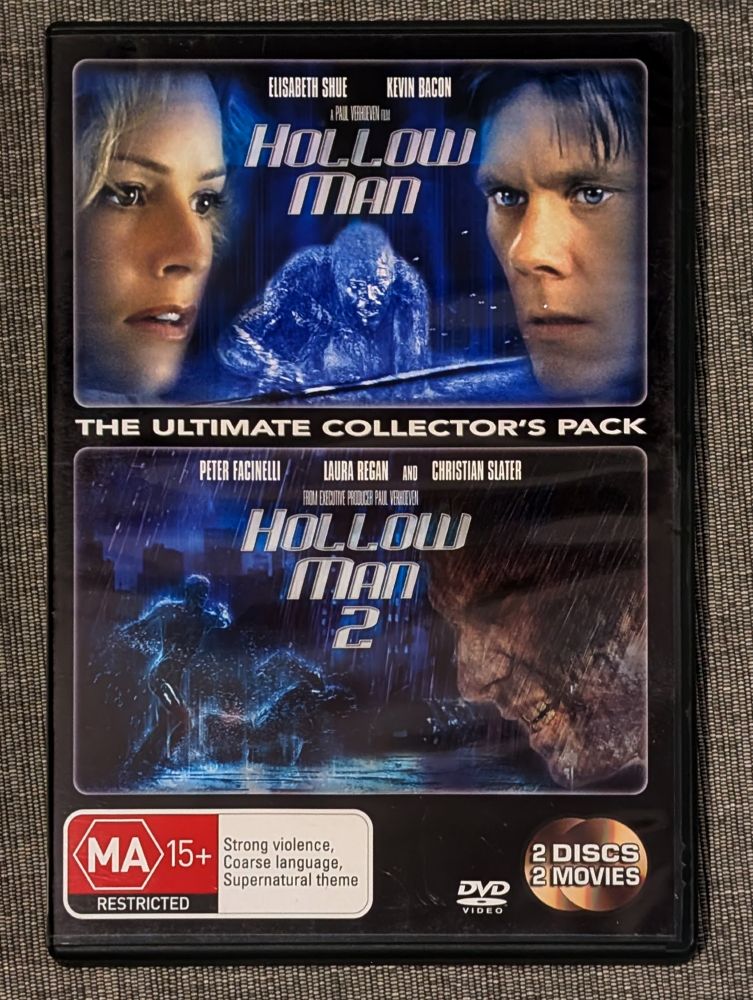 ELISABETH SHUE KEVIN BACON
A PAUL VERHOEVEN FILM
HOLLOW
MAN
THE ULTIMATE COLLECTOR'S PACK
PETER FACINELLI LAURA REGAN AND CHRISTIAN SLATER
FROM EXECUTIVE PRODUCER PAUL VERHOEVEN
HOLLOW
MAN
2
MA 15+
RESTRICTED
Strong violence,
Coarse language,
Supernatural theme
DVD
VIDEO
2 DISCS
2 MOVIES